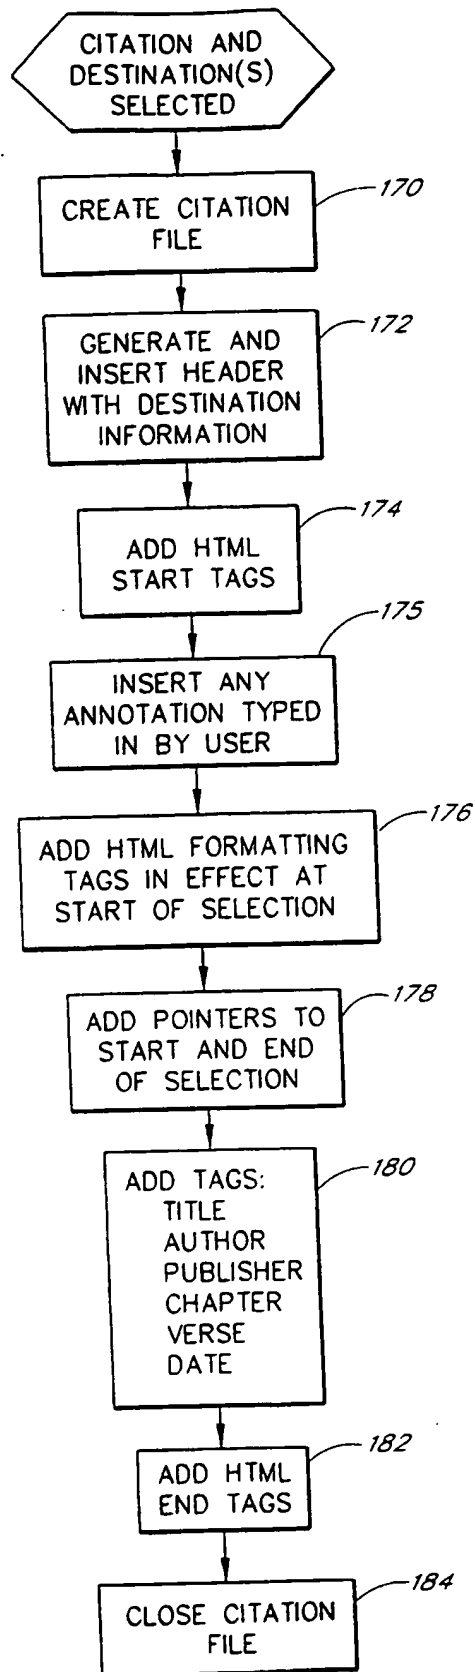 CITATION AND
DESTINATION(S)
SELECTED
170
CREATE CITATION
FILE
172
GENERATE AND
INSERT HEADER
WITH DESTINATION
INFORMATION
174
ADD HTML
START TAGS
175
INSERT ANY
ANNOTATION TYPED
IN BY USER
176
ADD HTML FORMATTING
TAGS IN EFFECT AT
START OF SELECTION
178
ADD POINTERS TO
START AND END
OF SELECTION
180
ADD TAGS:
TITLE
AUTHOR
PUBLISHER
CHAPTER
VERSE
DATE
182
ADD HTML
END TAGS
184
CLOSE CITATION
FILE